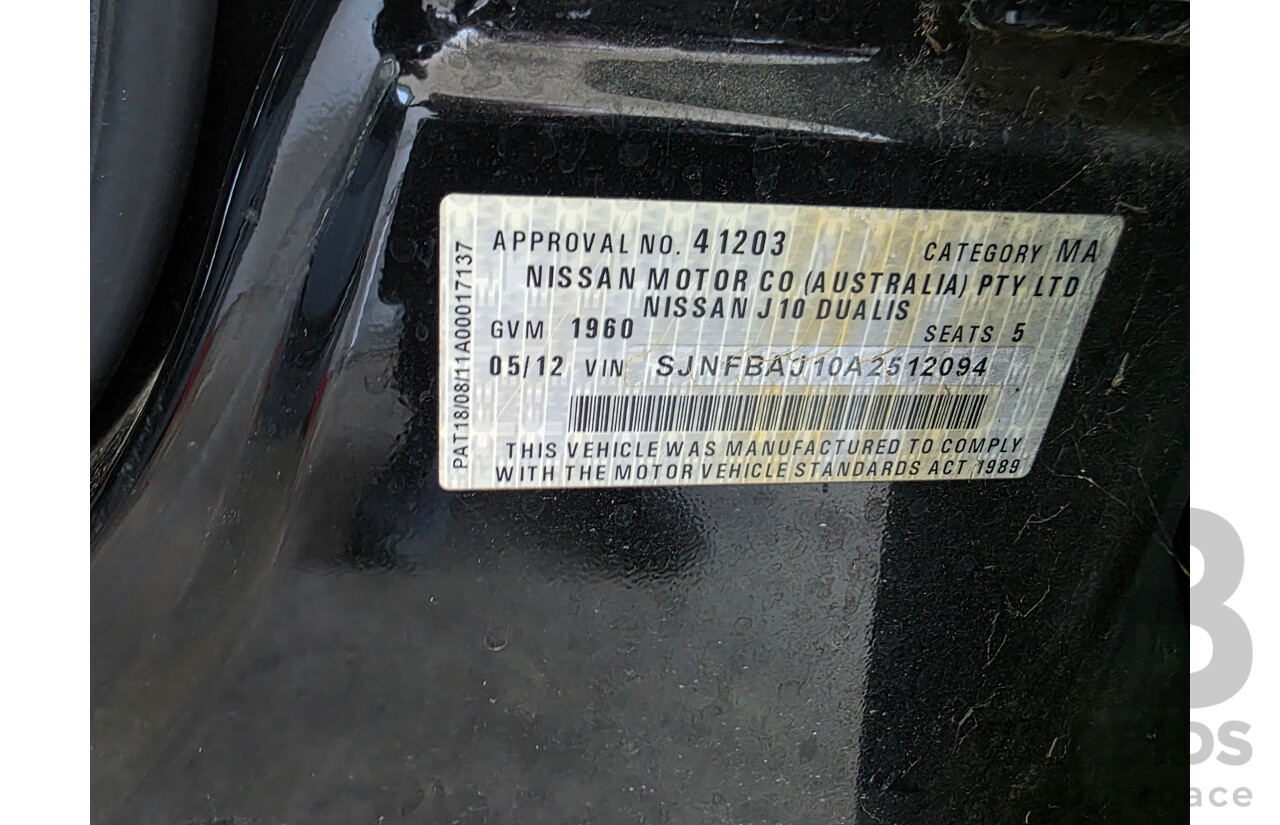 APPROVAL NO. 41203 CATEGORY MA
NISSAN MOTOR CO (AUSTRALIA) PTY LTD
NISSAN J10 DUALIS
GVM 1960 SEATS 5
05/12 VIN SJNFBAJ10A2512094
THIS VEHICLE WAS MANUFACTURED TO COMPLY
WITH THE MOTOR VEHICLE STANDARDS ACT 1989
PAT18/08/11A00017137